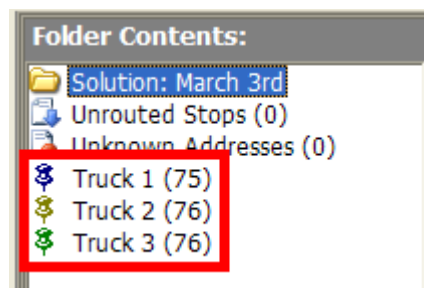 Folder Contents:
Solution: March 3rd
Unrouted Stops (0)
Unknown Addresses (0)
Truck 1 (75)
Truck 2 (76)
Truck 3 (76)